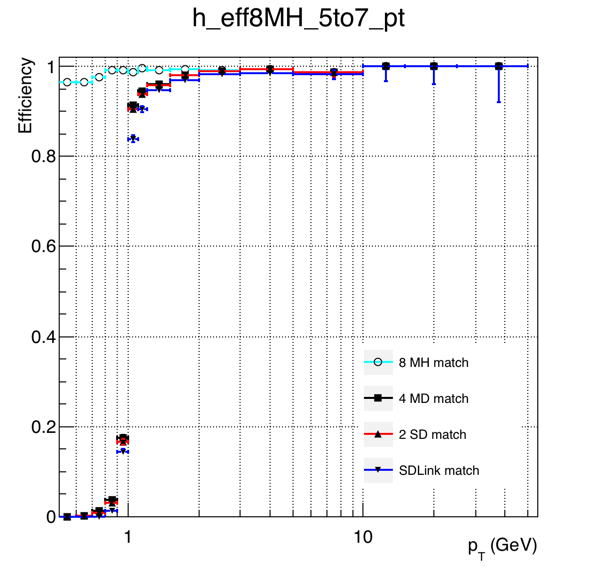 h_eff8MH_5to7_pt
Efficiency
1
0.8
0.6
0.4
0.2
0
8 MH match
4 MD match
2 SD match
SDLink match
1
10
p_T (GeV)